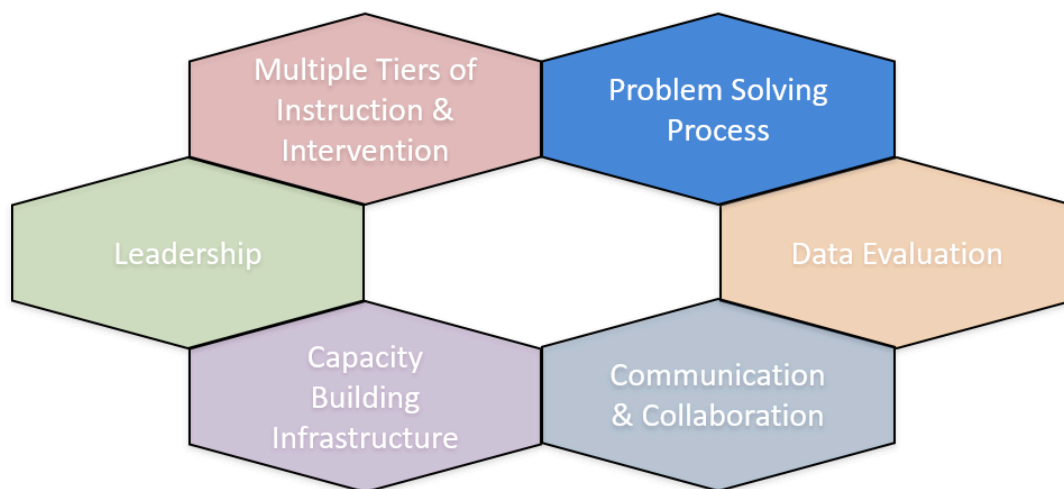 Multiple Tiers of
Instruction &
Intervention
Problem Solving
Process
Leadership
Data Evaluation
Capacity
Building
Infrastructure
Communication
& Collaboration